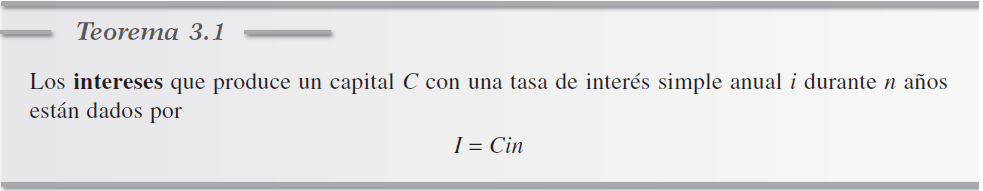 Teorema 3.1
Los intereses que produce un capital C con una tasa de interés simple anual i durante n años
están dados por
I = Cin